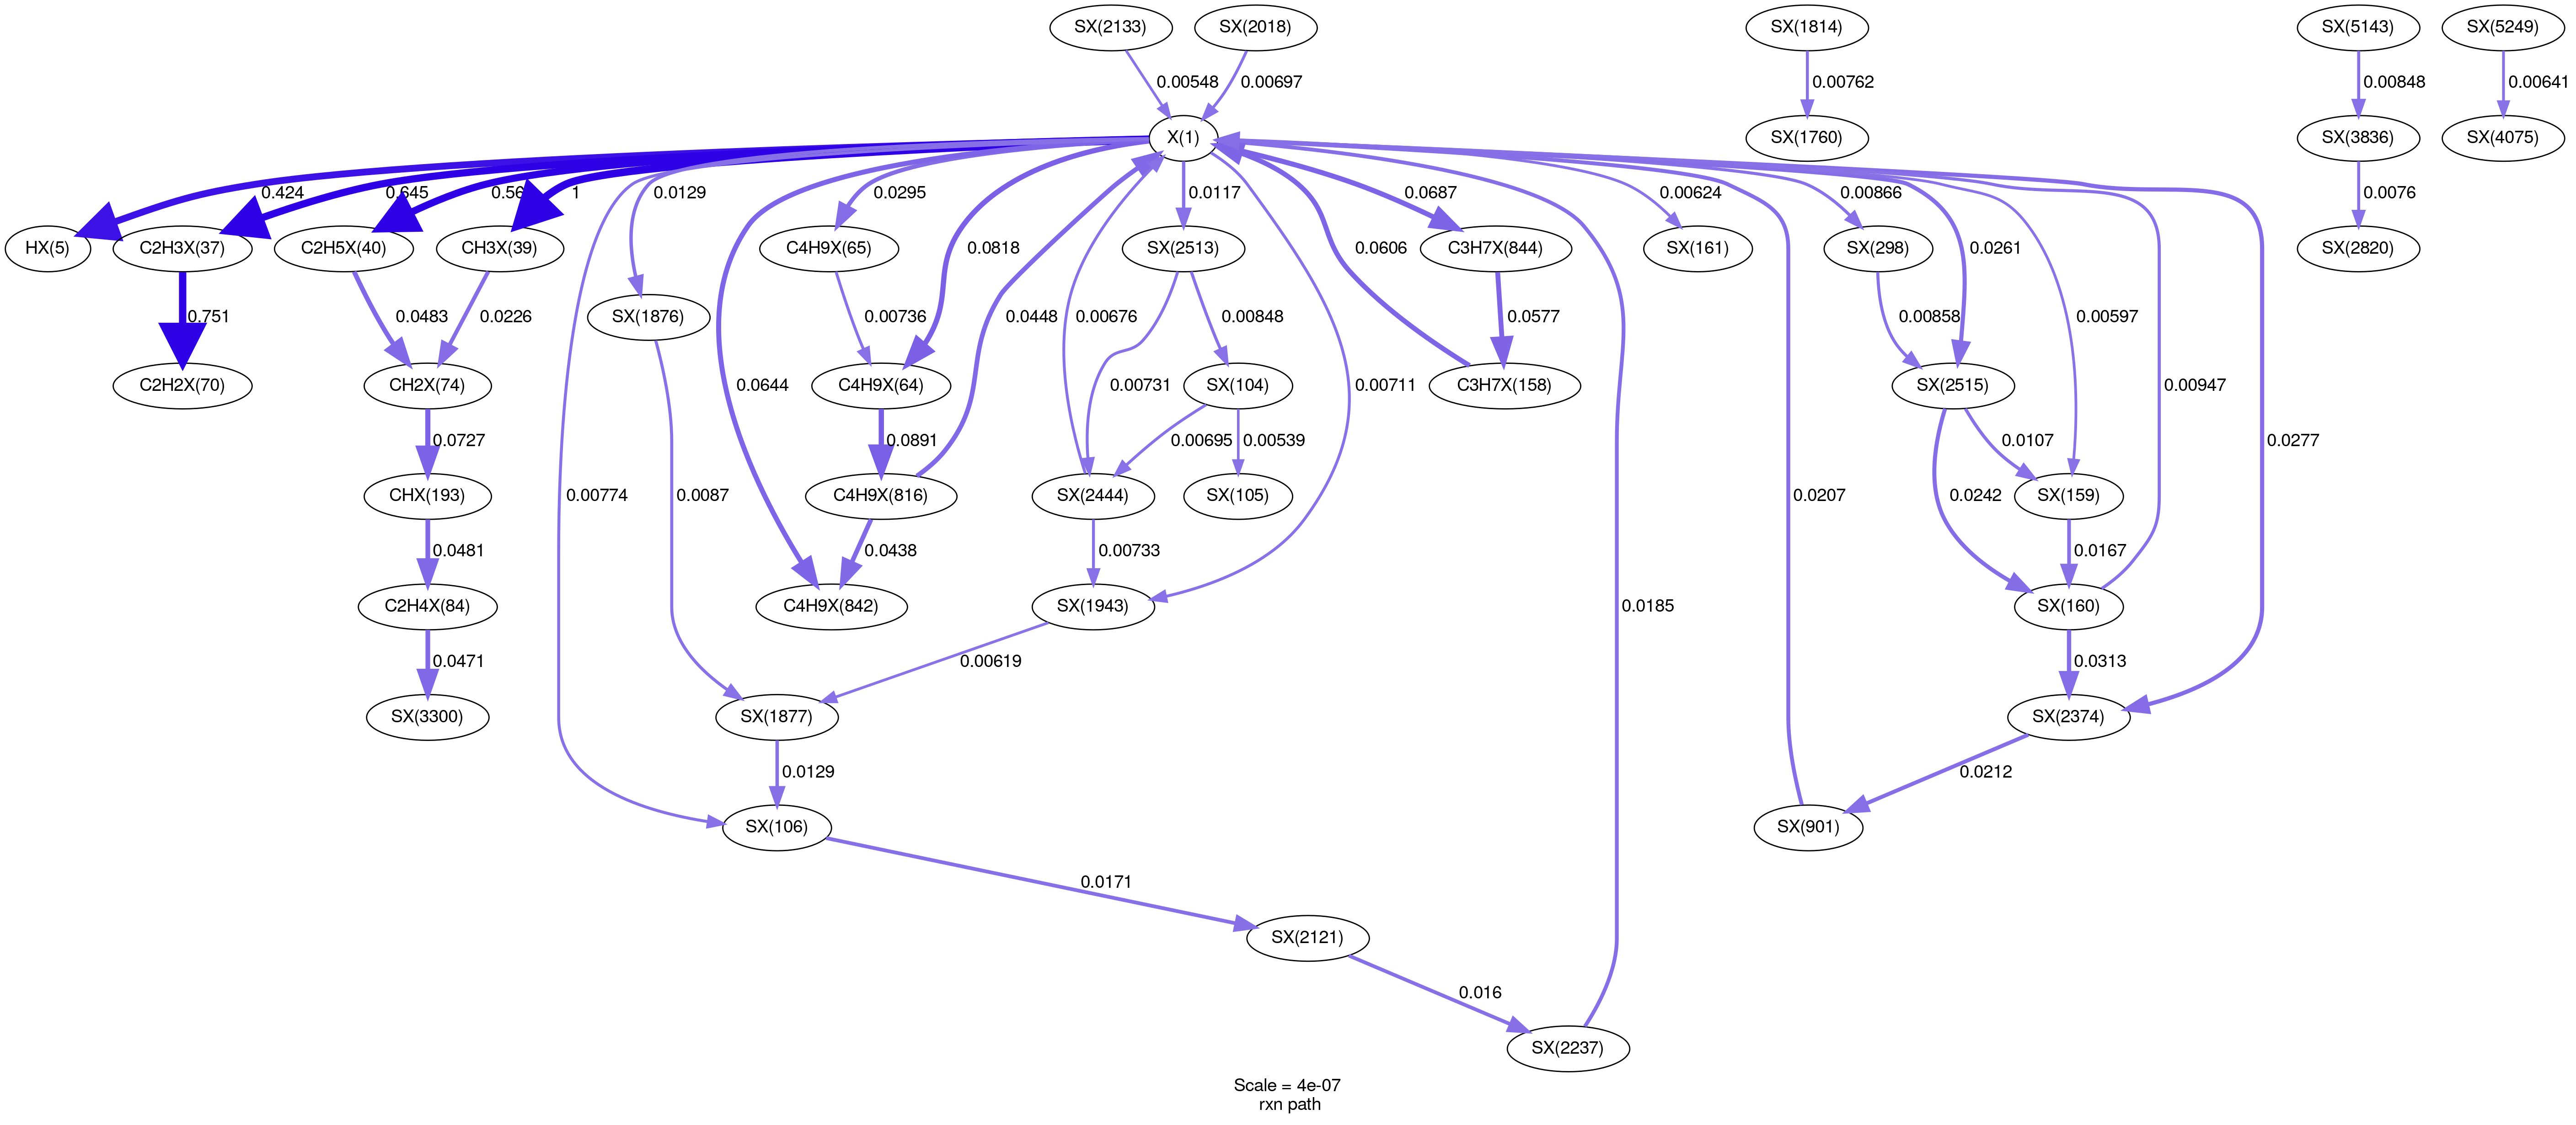 SX(2133)
SX(2018)
SX(1814)
SX(5143)
SX(5249)
0.00548
0.00697
0.00762
0.00848
0.00641
X(1)
SX(1760)
SX(3836)
SX(4075)
0.424
0.645
0.56
1
0.0129
0.0295
0.0818
0.0117
0.0687
0.00624
0.00866
0.0261
0.00597
0.00947
0.0277
0.0076
HX(5)
C2H3X(37)
C2H5X(40)
CH3X(39)
C4H9X(65)
SX(2513)
C3H7X(844)
SX(161)
SX(298)
SX(2820)
0.751
0.0483
0.0226
SX(1876)
0.00736
0.0448
0.00676
0.00848
0.0606
0.0577
0.00858
C2H2X(70)
CH2X(74)
0.0644
C4H9X(64)
0.00731
SX(104)
0.00711
C3H7X(158)
SX(2515)
0.0727
0.0891
0.00695
0.00539
0.0107
CHX(193)
0.00774
0.0087
C4H9X(816)
SX(2444)
SX(105)
0.0207
0.0242
SX(159)
0.0481
0.0438
0.00733
0.0167
C2H4X(84)
C4H9X(842)
SX(1943)
0.0185
SX(160)
0.0471
0.00619
0.0313
SX(3300)
SX(1877)
SX(2374)
0.0129
0.0212
SX(106)
SX(901)
0.0171
SX(2121)
0.016
SX(2237)
Scale = 4e-07
rxn path